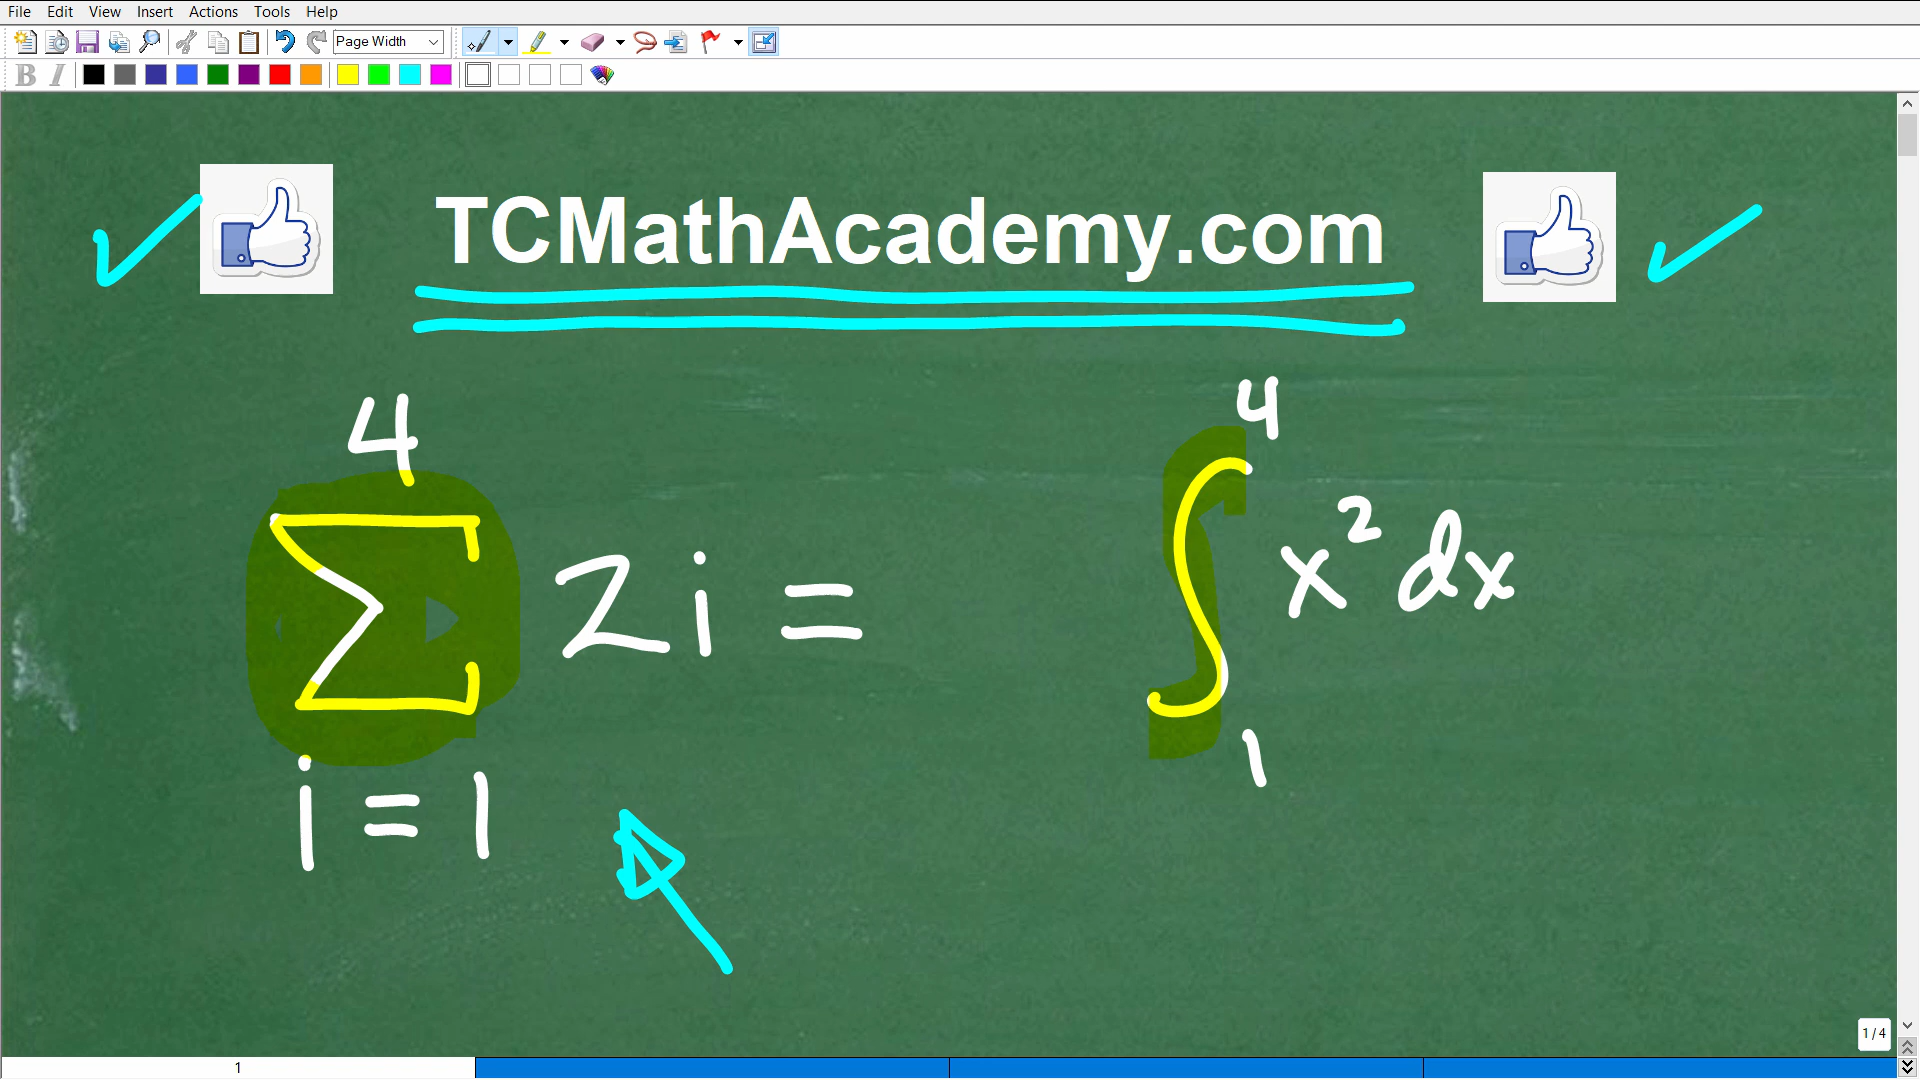 File Edit View Insert Actions Tools Help
Page Width
B I
TCMathAcademy.com
4
∑ 2i =
i = 1
4
∫ x² dx
1
1 / 4
1